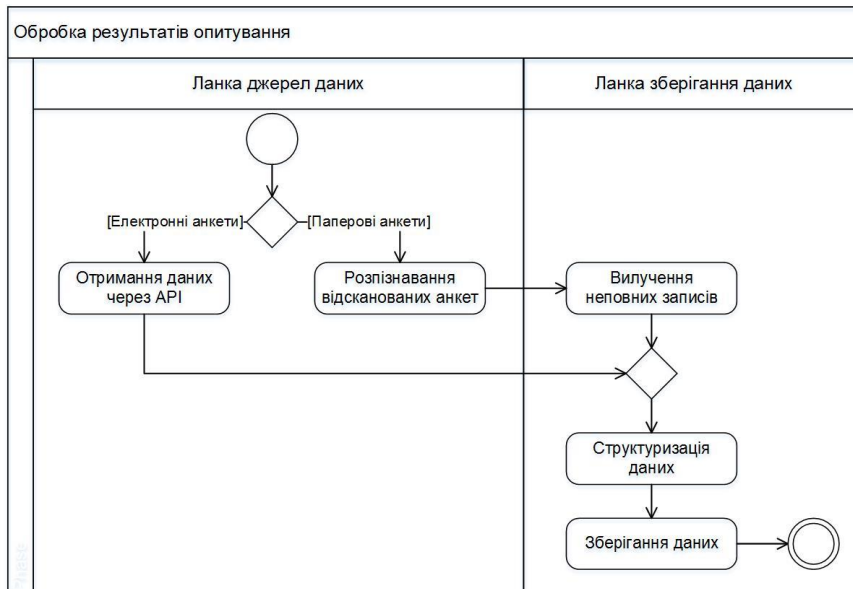 Обробка результатів опитування
Ланка джерел даних
Ланка зберігання даних
[Електронні анкети]
[Паперові анкети]
Отримання даних
через API
Розпізнавання
відсканованих анкет
Вилучення
неповних записів
Структуризація
даних
Зберігання даних
Phase